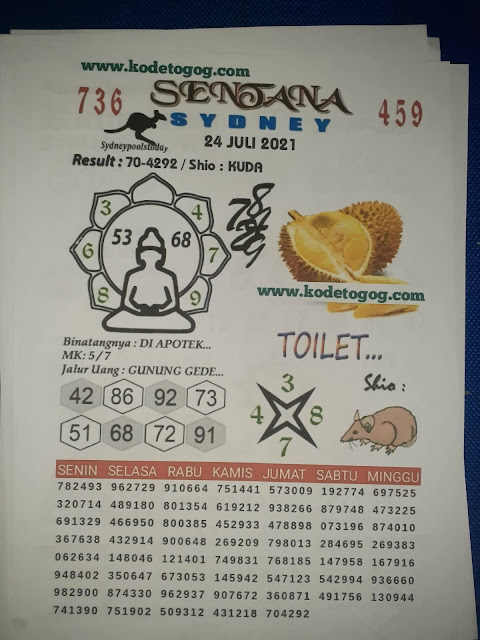 www.kodetogog.com
736
SENJANA
459
SYDNEY
Sydneypoolstoday
24 JULI 2021
Result : 70-4292 / Shio : KUDA
3 4
53 68
6 7
8 9
www.kodetogog.com
Binatangnya : DI APOTEK...
MK: 5 / 7
Jalur Uang : GUNUNG GEDE...
TOILET...
Shio :
42 86 92 73
51 68 72 91
3
4 8
7
SENIN SELASA RABU KAMIS JUMAT SABTU MINGGU
782493 962729 910664 751441 573009 192774 697525
320714 489180 801354 619212 938266 879748 473225
691329 466950 800385 452933 478898 073196 874010
367638 432914 900648 269209 798013 284695 269383
062634 148046 121401 749831 768185 147958 167916
948402 350647 673053 145942 547123 542994 936660
982900 874330 962937 907672 360871 491756 130944
741390 751902 509312 431218 704292